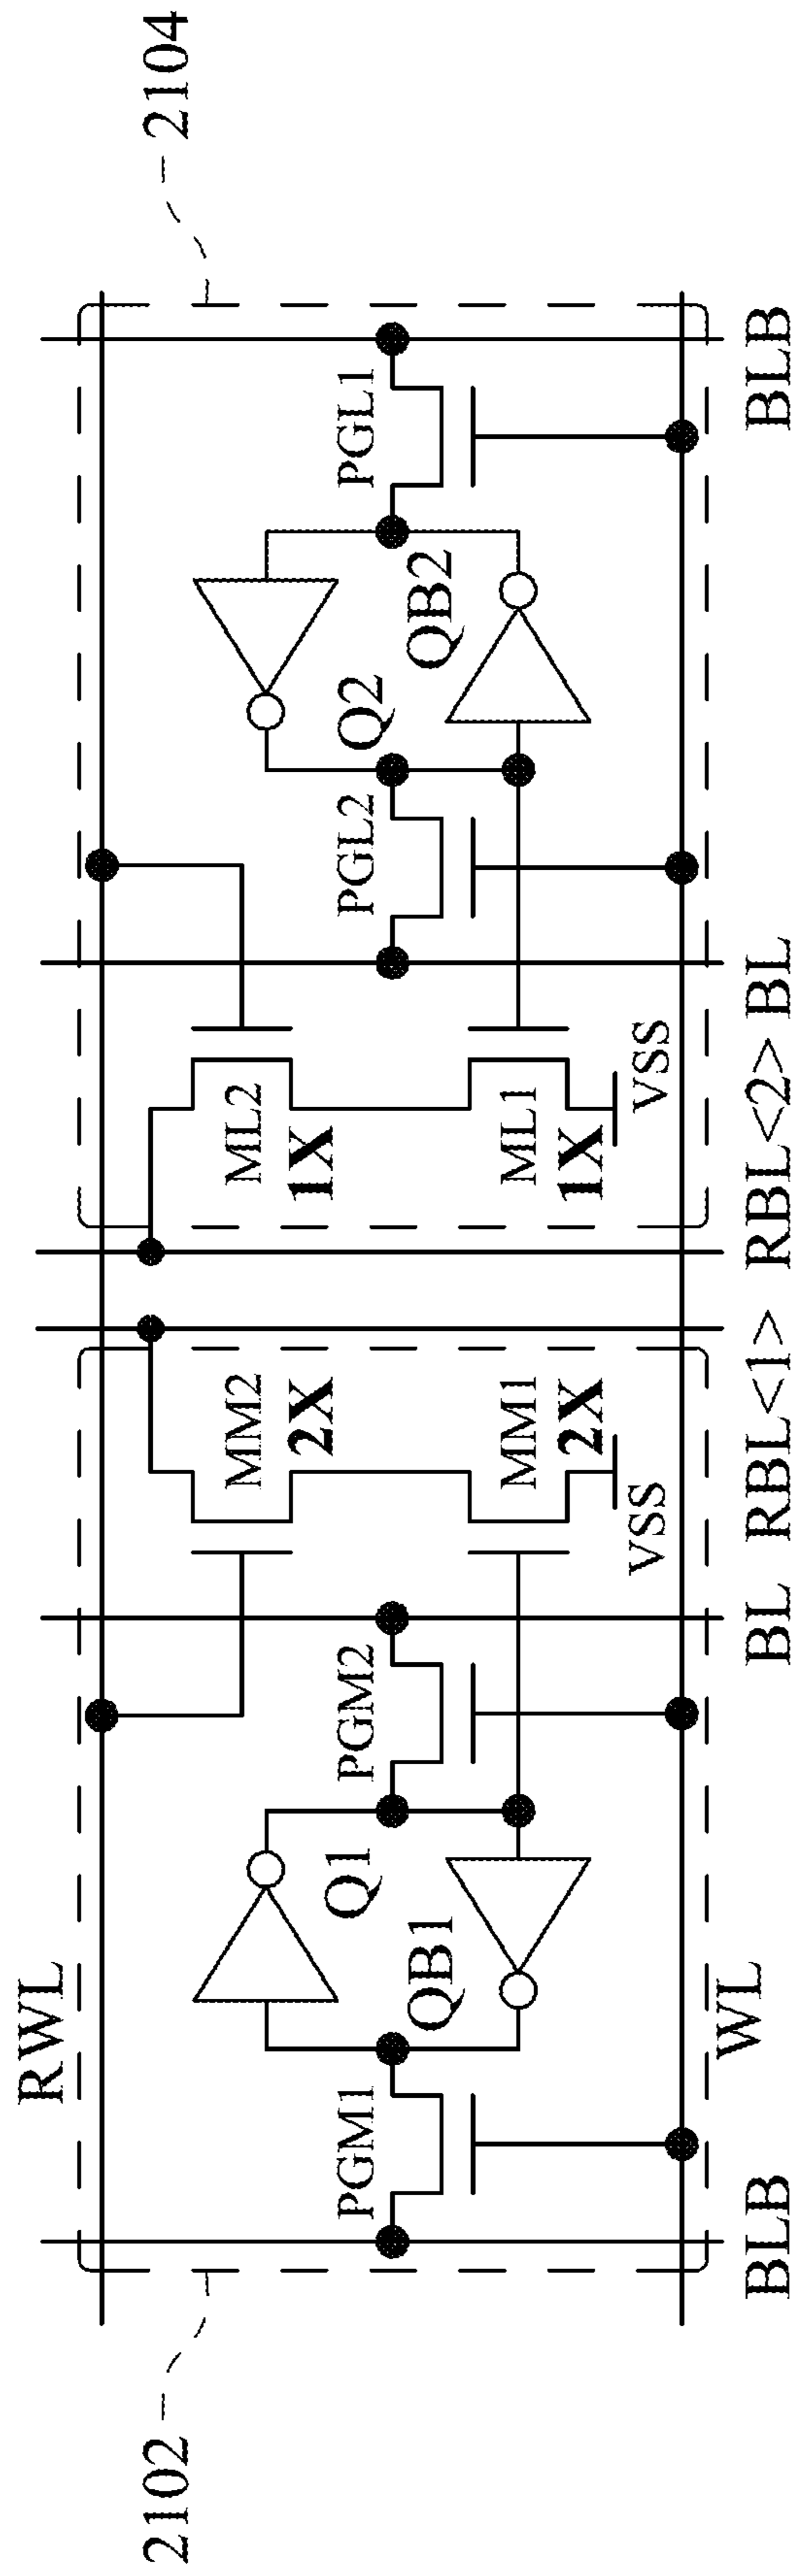 2102
2104
RWL
PGM1
QB1
Q1
PGM2
MM2
2X
MM1
2X
VSS
ML2
1X
ML1
1X
VSS
PGL2
Q2
QB2
PGL1
WL
BLB
BL
RBL<1>
RBL<2>
BL
BLB